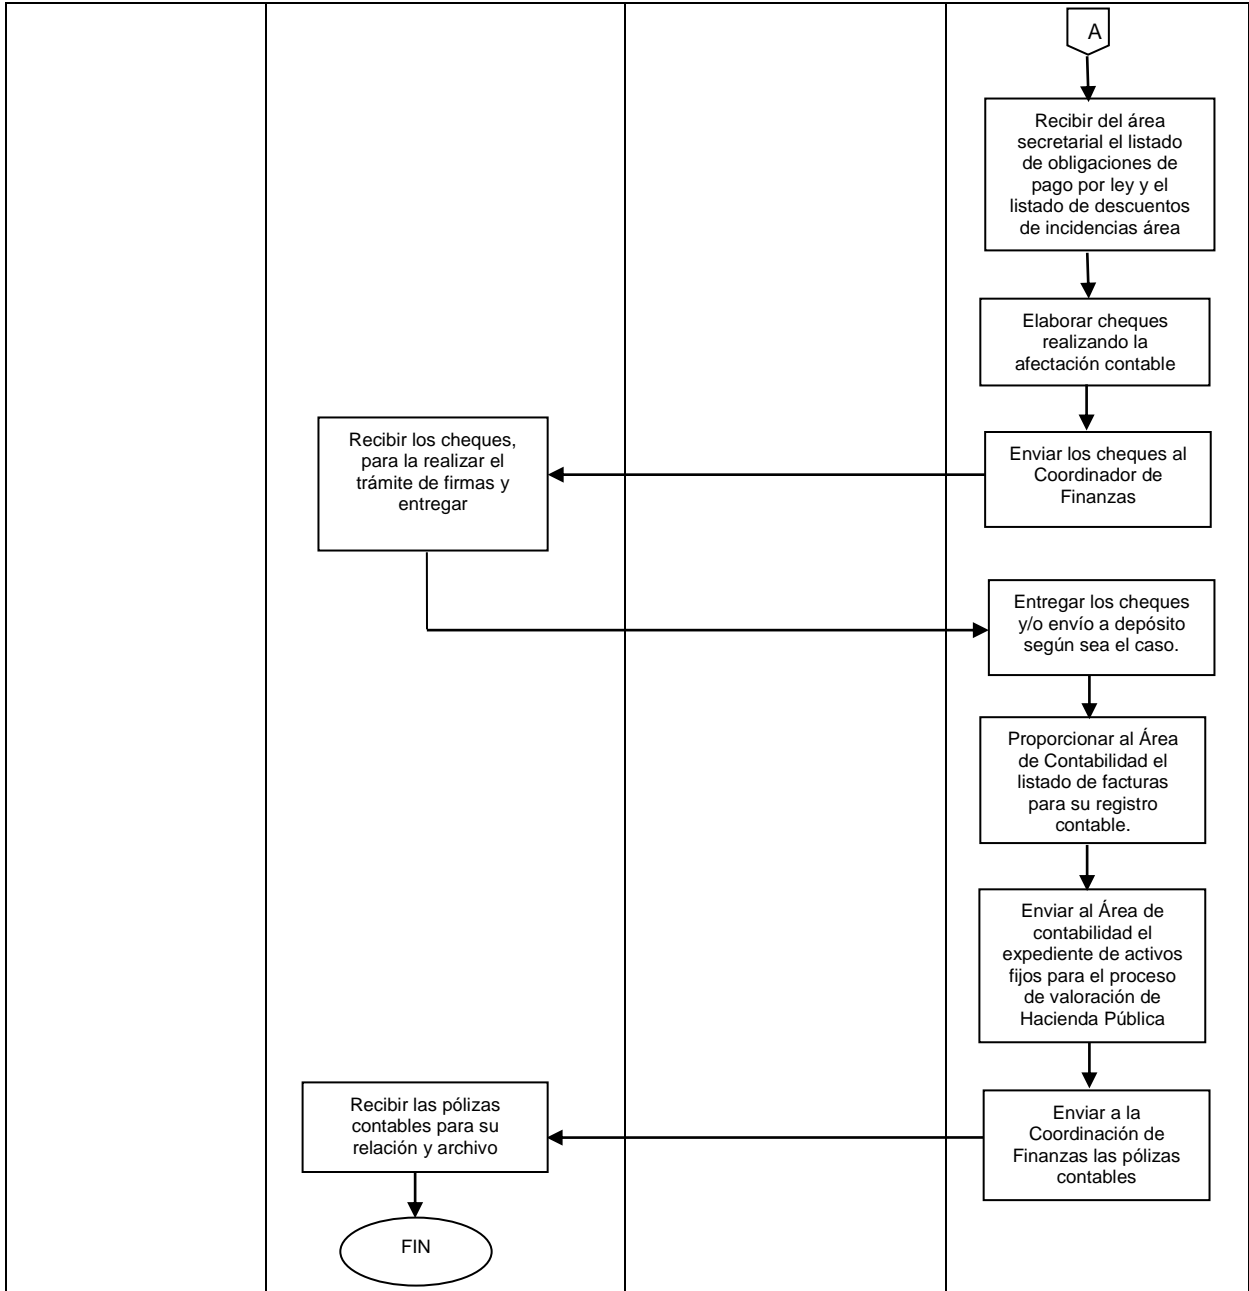 A
Recibir del área
secretarial el listado
de obligaciones de
pago por ley y el
listado de descuentos
de incidencias área
Elaborar cheques
realizando la
afectación contable
Enviar los cheques al
Coordinador de
Finanzas
Recibir los cheques,
para la realizar el
trámite de firmas y
entregar
Entregar los cheques
y/o envío a depósito
según sea el caso.
Proporcionar al Área
de Contabilidad el
listado de facturas
para su registro
contable.
Enviar al Área de
contabilidad el
expediente de activos
fijos para el proceso
de valoración de
Hacienda Pública
Enviar a la
Coordinación de
Finanzas las pólizas
contables
Recibir las pólizas
contables para su
relación y archivo
FIN